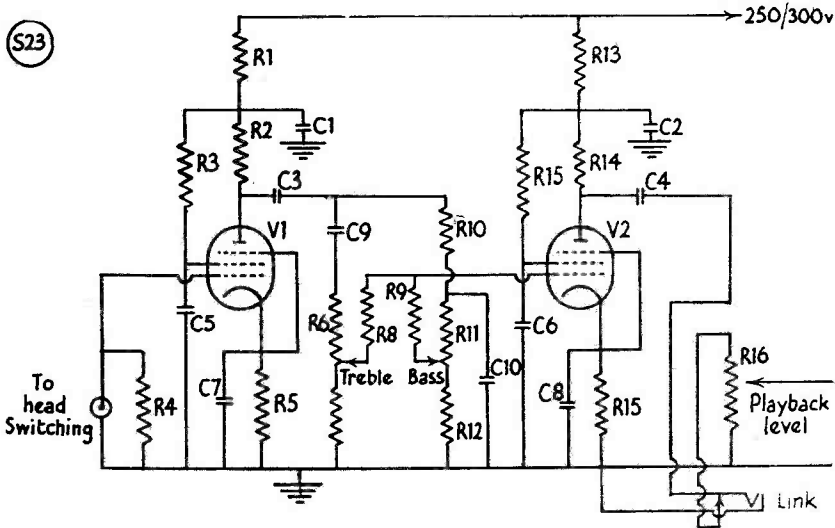 S23
250/300v
R1
R13
R2
C1
R3
C3
R15
R14
C2
C4
V1
C9
R10
V2
C5
R6
R8
R9
R11
C6
R16
Treble
Bass
C10
To
head
Switching
R4
C7
R5
R12
C8
R15
Playback
level
Link